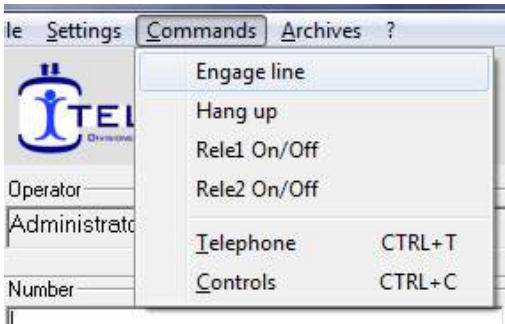 le Settings Commands Archives ?
Engage line
Hang up
Rele1 On/Off
Rele2 On/Off
Telephone CTRL+T
Controls CTRL+C
TEL
Operator
Administrato
Number